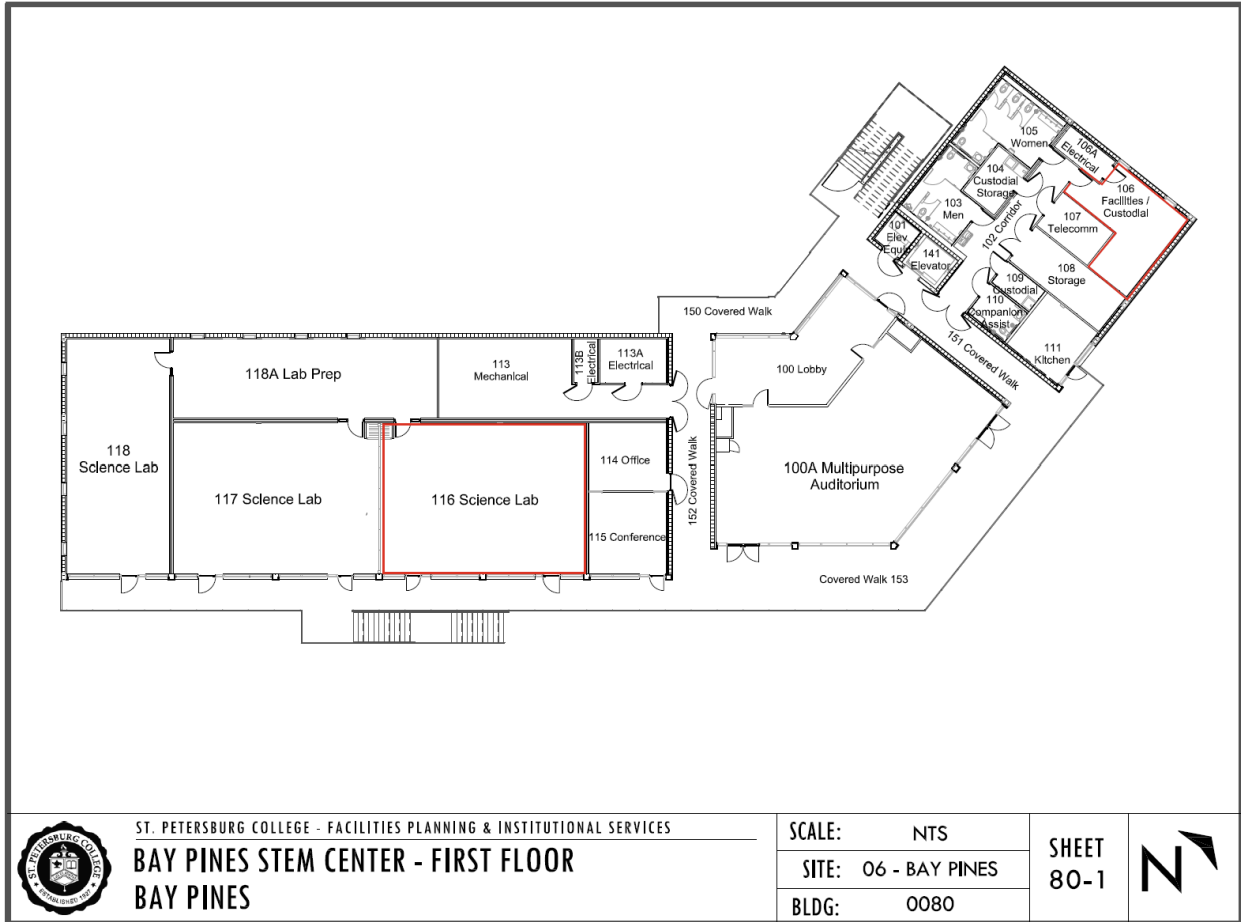 105
Women
106A
Electrical
104
Custodial
Storage
106
Facilities /
Custodial
103
Men
107
Telecomm
102 Corridor
101
Elev
Equip
141
Elevator
108
Storage
109
Custodial
110
Companion
Assist
111
Kitchen
150 Covered Walk
151 Covered Walk
100 Lobby
113
Mechanical
113B
Electrical
113A
Electrical
118A Lab Prep
118
Science Lab
117 Science Lab
116 Science Lab
114 Office
115 Conference
152 Covered Walk
100A Multipurpose
Auditorium
Covered Walk 153
ST. PETERSBURG COLLEGE
ESTABLISHED 1927
ST. PETERSBURG COLLEGE - FACILITIES PLANNING & INSTITUTIONAL SERVICES
BAY PINES STEM CENTER - FIRST FLOOR
BAY PINES
SCALE: NTS
SITE: 06 - BAY PINES
BLDG: 0080
SHEET
80-1
N